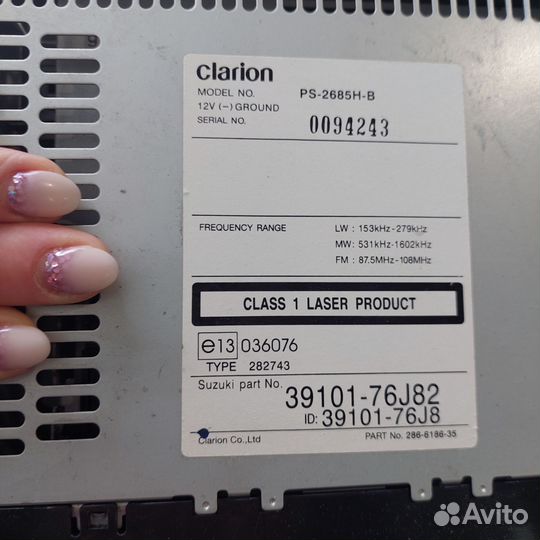 clarion
MODEL NO. PS-2685H-B
12V (−) GROUND
SERIAL NO. 0094243
FREQUENCY RANGE LW : 153kHz-279kHz
MW: 531kHz-1602kHz
FM : 87.5MHz-108MHz
CLASS 1 LASER PRODUCT
e13 036076
TYPE 282743
Suzuki part No. 39101-76J82
ID: 39101-76J8
Clarion Co.,Ltd PART No. 286-6186-35
Avito